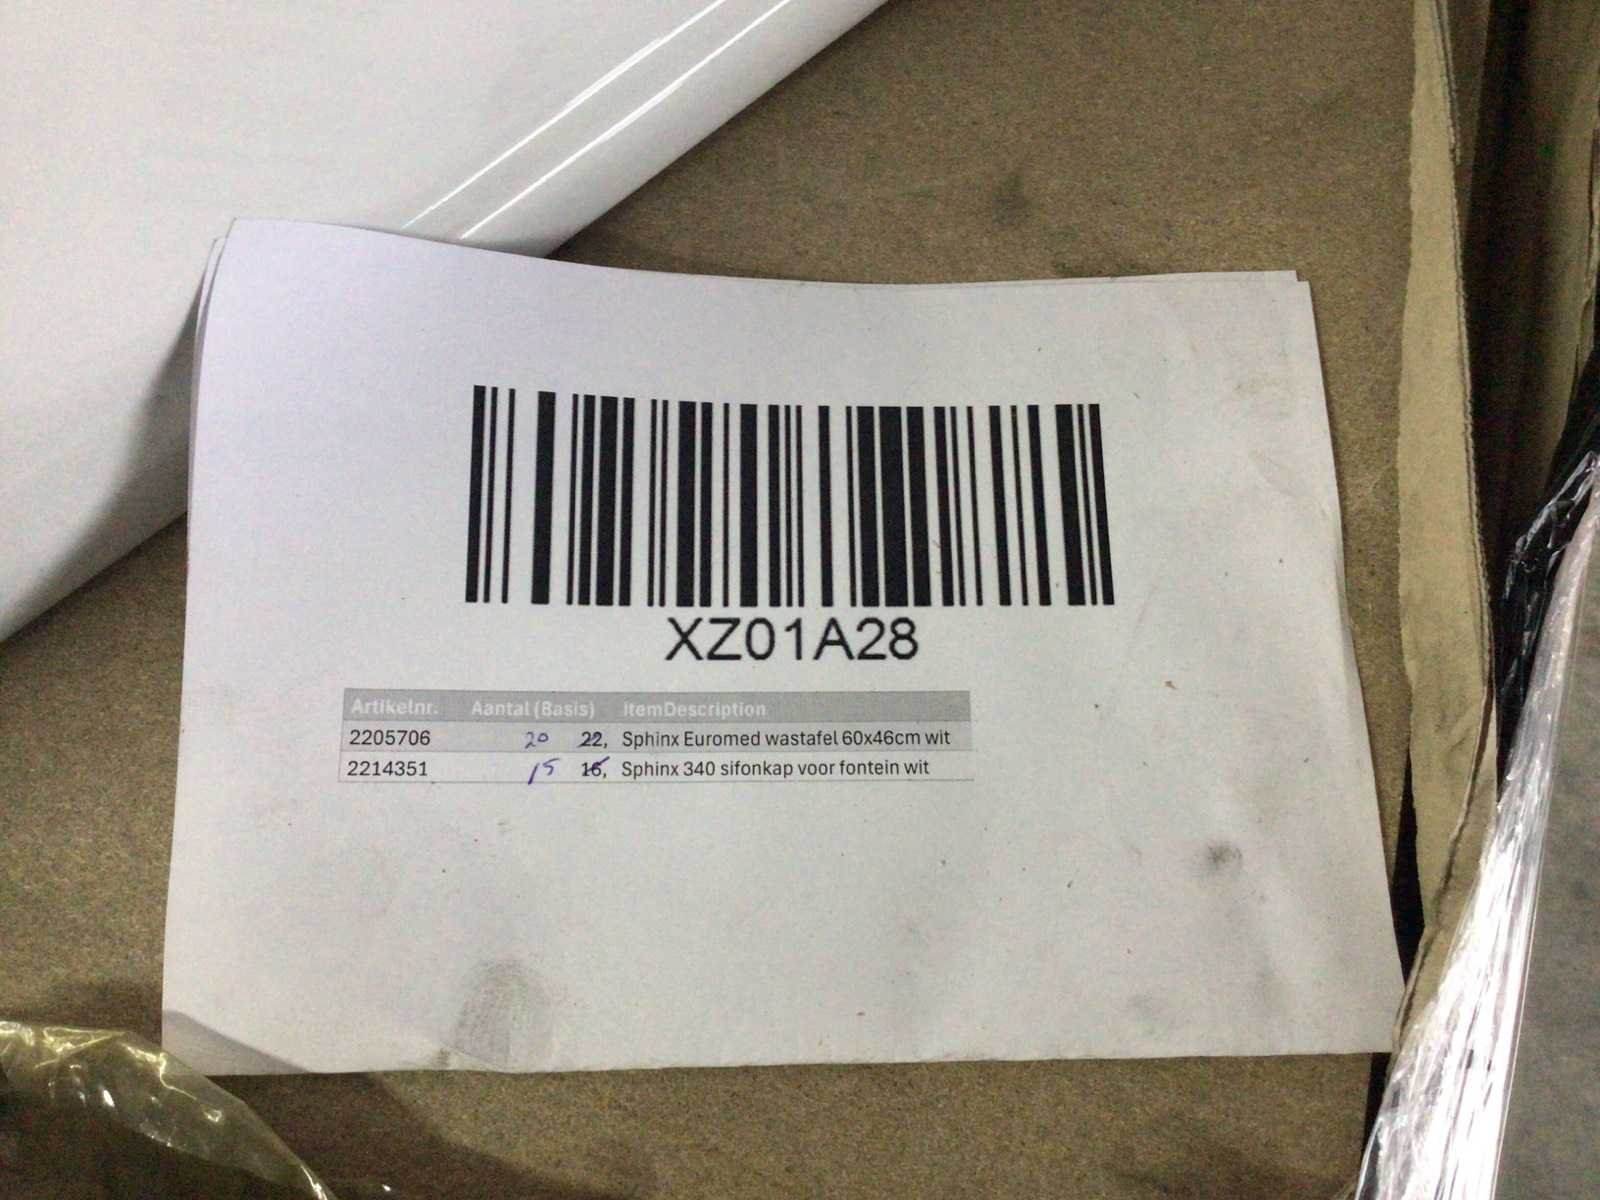 XZ01A28
Artikelnr. Aantal (Basis) ItemDescription
2205706 20 22, Sphinx Euromed wastafel 60x46cm wit
2214351 15 16, Sphinx 340 sifonkap voor fontein wit